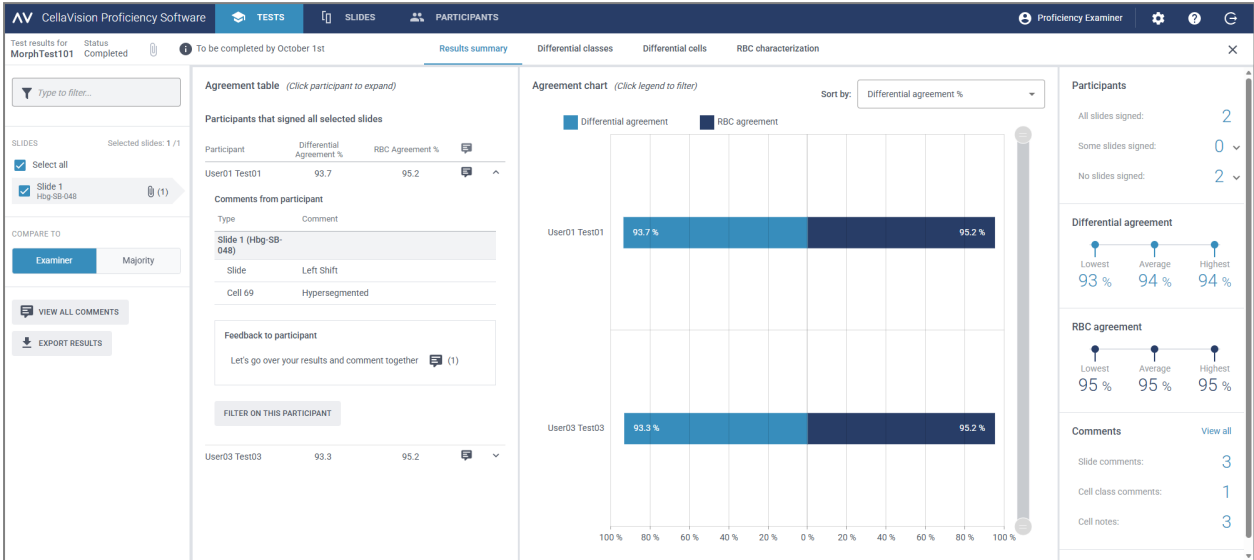 CellaVision Proficiency Software
TESTS
SLIDES
PARTICIPANTS
Proficiency Examiner
Test results for
MorphTest101
Status
Completed
To be completed by October 1st
Results summary
Differential classes
Differential cells
RBC characterization
Type to filter...
SLIDES
Selected slides: 1 /1
Select all
Slide 1
Hbg-SB-048
(1)
COMPARE TO
Examiner
Majority
VIEW ALL COMMENTS
EXPORT RESULTS
Agreement table (Click participant to expand)
Participants that signed all selected slides
Participant
Differential
Agreement %
RBC Agreement %
User01 Test01 93.7 95.2
Comments from participant
Type Comment
Slide 1 (Hbg-SB-
048)
Slide Left Shift
Cell 69 Hypersegmented
Feedback to participant
Let's go over your results and comment together (1)
FILTER ON THIS PARTICIPANT
User03 Test03 93.3 95.2
Agreement chart (Click legend to filter)
Sort by: Differential agreement %
Differential agreement
RBC agreement
User01 Test01 93.7 % 95.2 %
User03 Test03 93.3 % 95.2 %
100 % 80 % 60 % 40 % 20 % 0 % 20 % 40 % 60 % 80 % 100 %
Participants
All slides signed: 2
Some slides signed: 0
No slides signed: 2
Differential agreement
Lowest Average Highest
93 % 94 % 94 %
RBC agreement
Lowest Average Highest
95 % 95 % 95 %
Comments View all
Slide comments: 3
Cell class comments: 1
Cell notes: 3